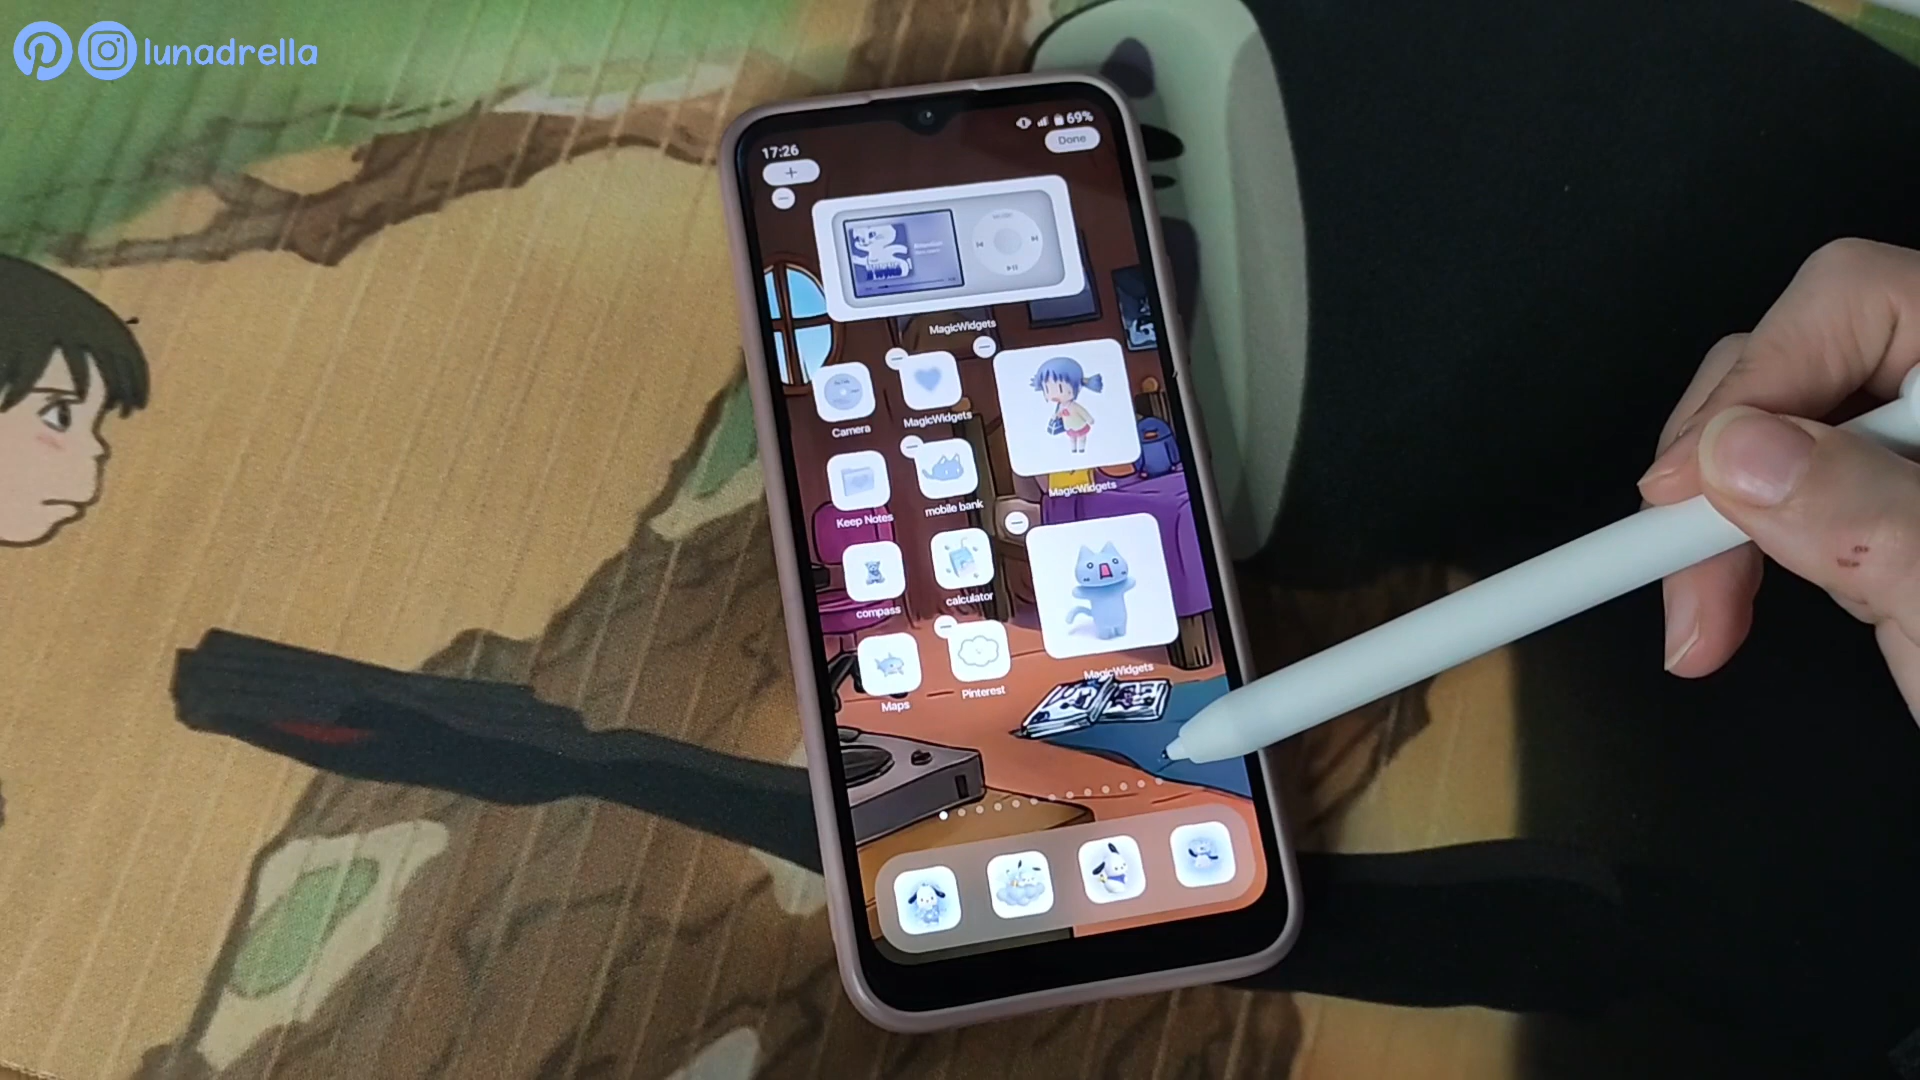 lunadrella
17:26
69%
Done
MagicWidgets
Camera
MagicWidgets
Keep Notes
mobile bank
MagicWidgets
compass
calculator
Maps
Pinterest
MagicWidgets